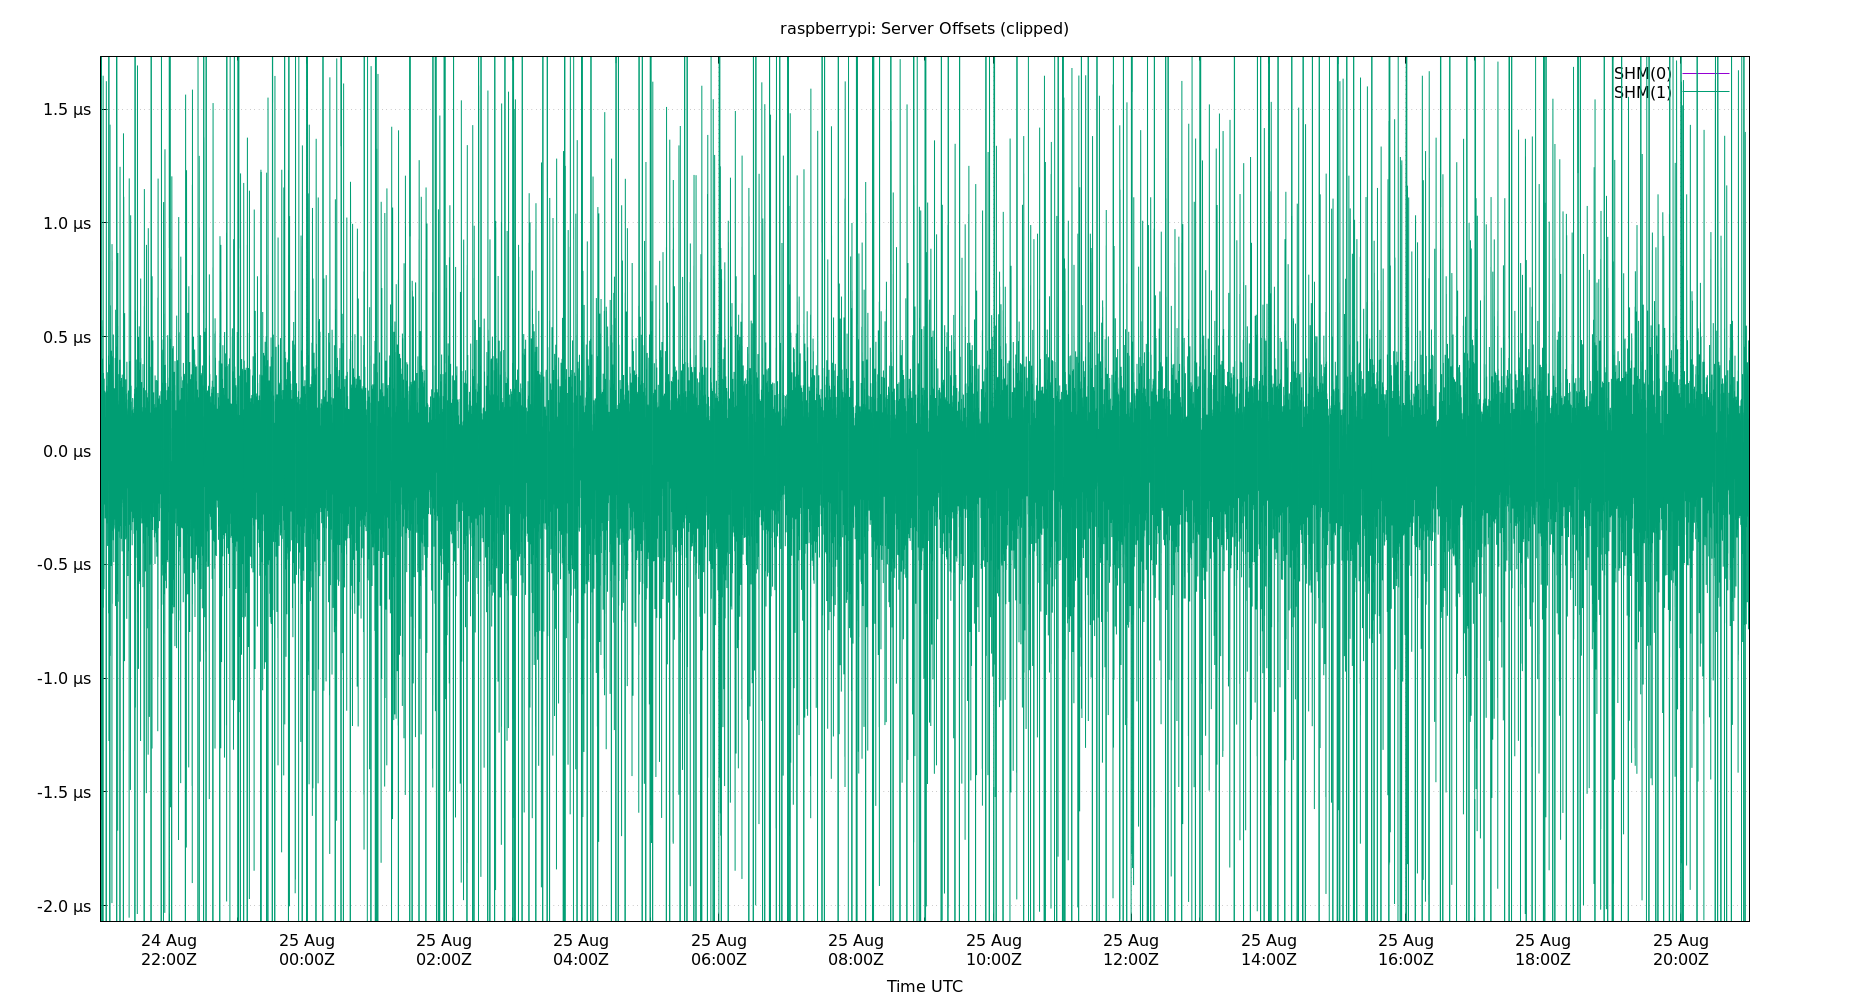 raspberrypi: Server Offsets (clipped)
SHM(0)
SHM(1)
1.5 µs
1.0 µs
0.5 µs
0.0 µs
-0.5 µs
-1.0 µs
-1.5 µs
-2.0 µs
24 Aug 25 Aug 25 Aug 25 Aug 25 Aug 25 Aug 25 Aug 25 Aug 25 Aug 25 Aug 25 Aug 25 Aug
22:00Z 00:00Z 02:00Z 04:00Z 06:00Z 08:00Z 10:00Z 12:00Z 14:00Z 16:00Z 18:00Z 20:00Z
Time UTC